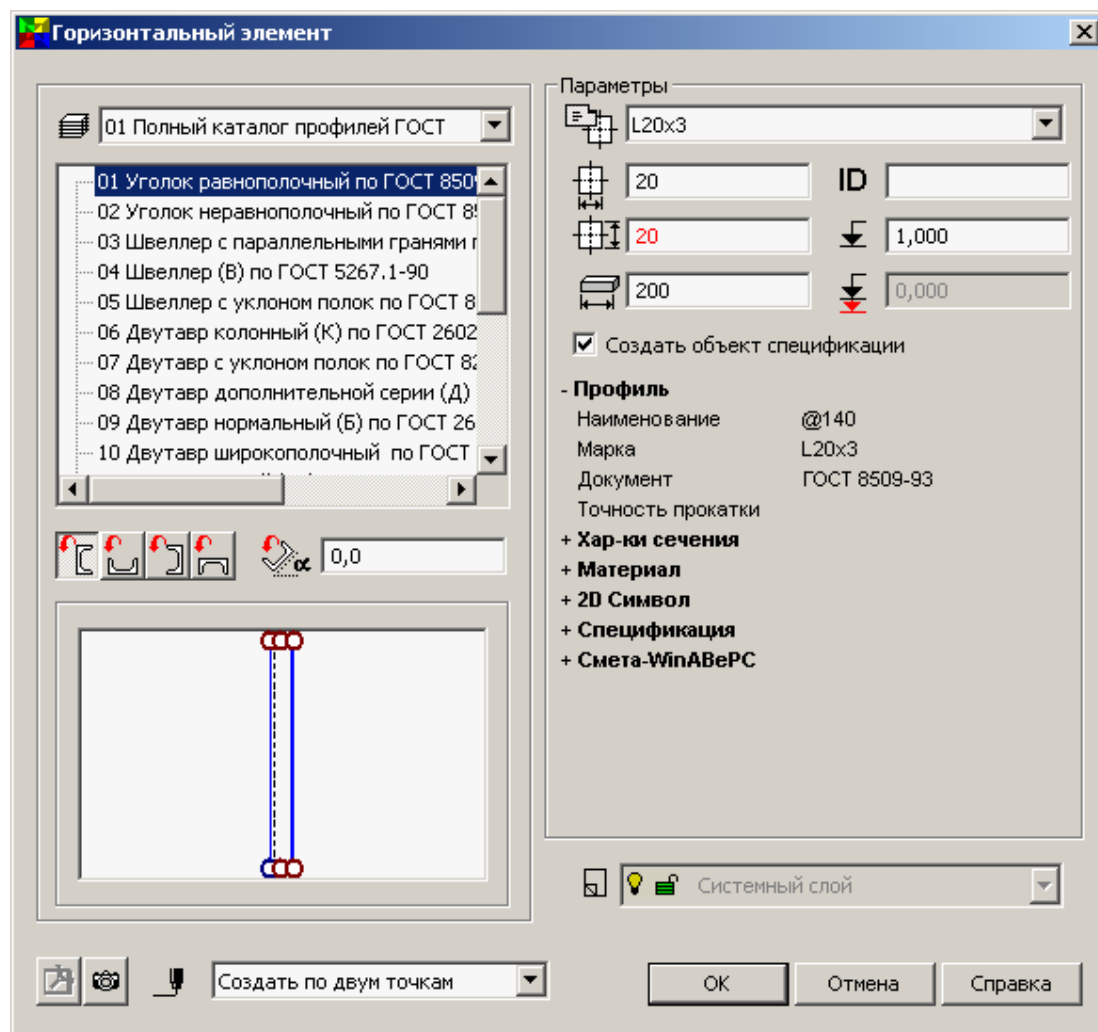 Горизонтальный элемент
01 Полный каталог профилей ГОСТ
01 Уголок равнополочный по ГОСТ 850
02 Уголок неравнополочный по ГОСТ 8
03 Швеллер с параллельными гранями
04 Швеллер (В) по ГОСТ 5267.1-90
05 Швеллер с уклоном полок по ГОСТ 8
06 Двутавр колонный (К) по ГОСТ 2602
07 Двутавр с уклоном полок по ГОСТ 82
08 Двутавр дополнительной серии (Д)
09 Двутавр нормальный (Б) по ГОСТ 26
10 Двутавр широкополочный по ГОСТ
α 0,0
Параметры
L20x3
20 ID
20 1,000
200 0,000
Создать объект спецификации
- Профиль
Наименование @140
Марка L20x3
Документ ГОСТ 8509-93
Точность прокатки
+ Хар-ки сечения
+ Материал
+ 2D Символ
+ Спецификация
+ Смета-WinABePC
Системный слой
Создать по двум точкам
OK Отмена Справка